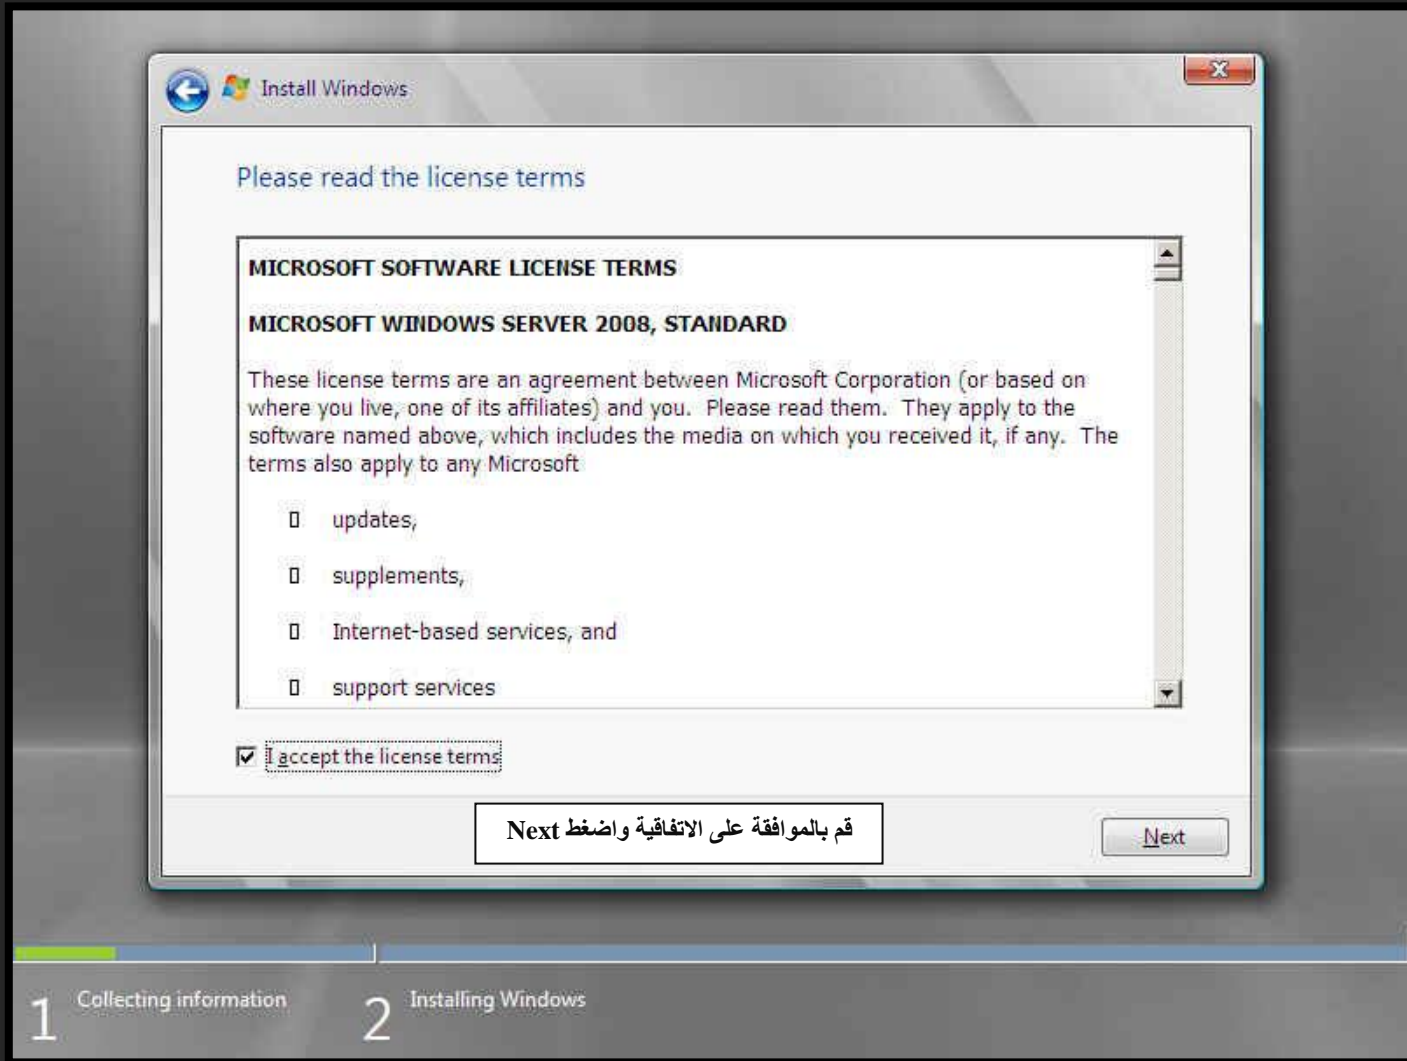 Install Windows
Please read the license terms
MICROSOFT SOFTWARE LICENSE TERMS
MICROSOFT WINDOWS SERVER 2008, STANDARD
These license terms are an agreement between Microsoft Corporation (or based on
where you live, one of its affiliates) and you.  Please read them.  They apply to the
software named above, which includes the media on which you received it, if any.  The
terms also apply to any Microsoft
updates,
supplements,
Internet-based services, and
support services
I accept the license terms
قم بالموافقة على الاتفاقية واضغط Next
Next
1 Collecting information
2 Installing Windows